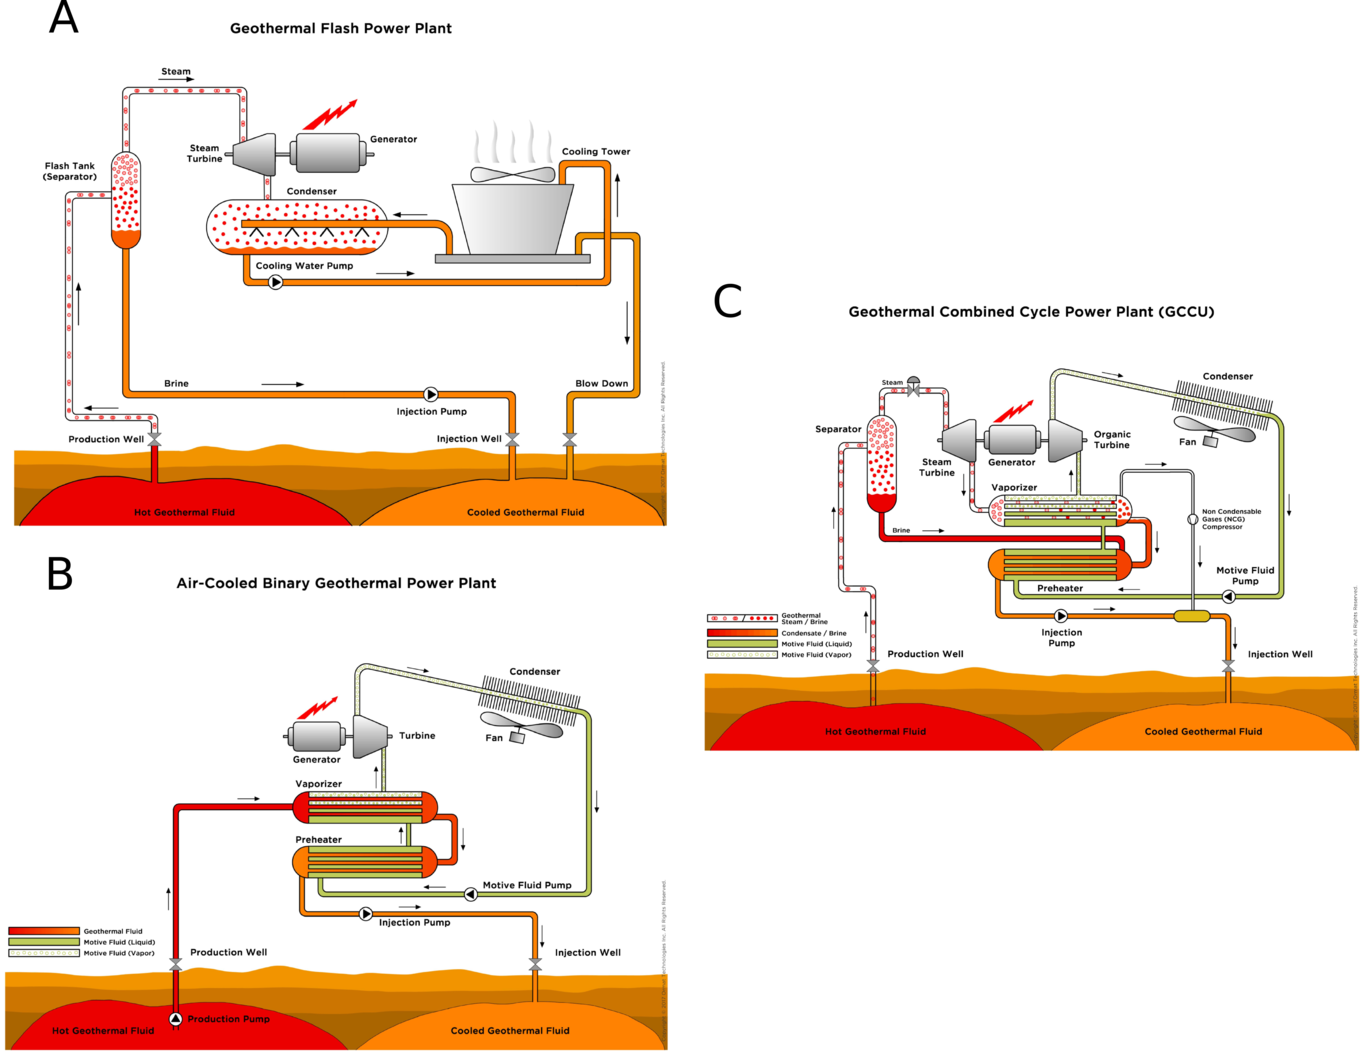 A
Geothermal Flash Power Plant
Steam
Steam
Turbine
Generator
Flash Tank
(Separator)
Condenser
Cooling Tower
Cooling Water Pump
Brine
Injection Pump
Blow Down
Production Well
Injection Well
Hot Geothermal Fluid
Cooled Geothermal Fluid
B
Air-Cooled Binary Geothermal Power Plant
Condenser
Fan
Turbine
Generator
Vaporizer
Preheater
Motive Fluid Pump
Injection Pump
Geothermal Fluid
Motive Fluid (Liquid)
Motive Fluid (Vapor)
Production Well
Injection Well
Production Pump
Hot Geothermal Fluid
Cooled Geothermal Fluid
C
Geothermal Combined Cycle Power Plant (GCCU)
Steam
Condenser
Separator
Steam
Turbine
Generator
Organic
Turbine
Fan
Vaporizer
Non Condensable
Gases (NCG)
Compressor
Brine
Preheater
Motive Fluid
Pump
Injection
Pump
Geothermal
Steam / Brine
Condensate / Brine
Motive Fluid (Liquid)
Motive Fluid (Vapor)
Production Well
Injection Well
Hot Geothermal Fluid
Cooled Geothermal Fluid